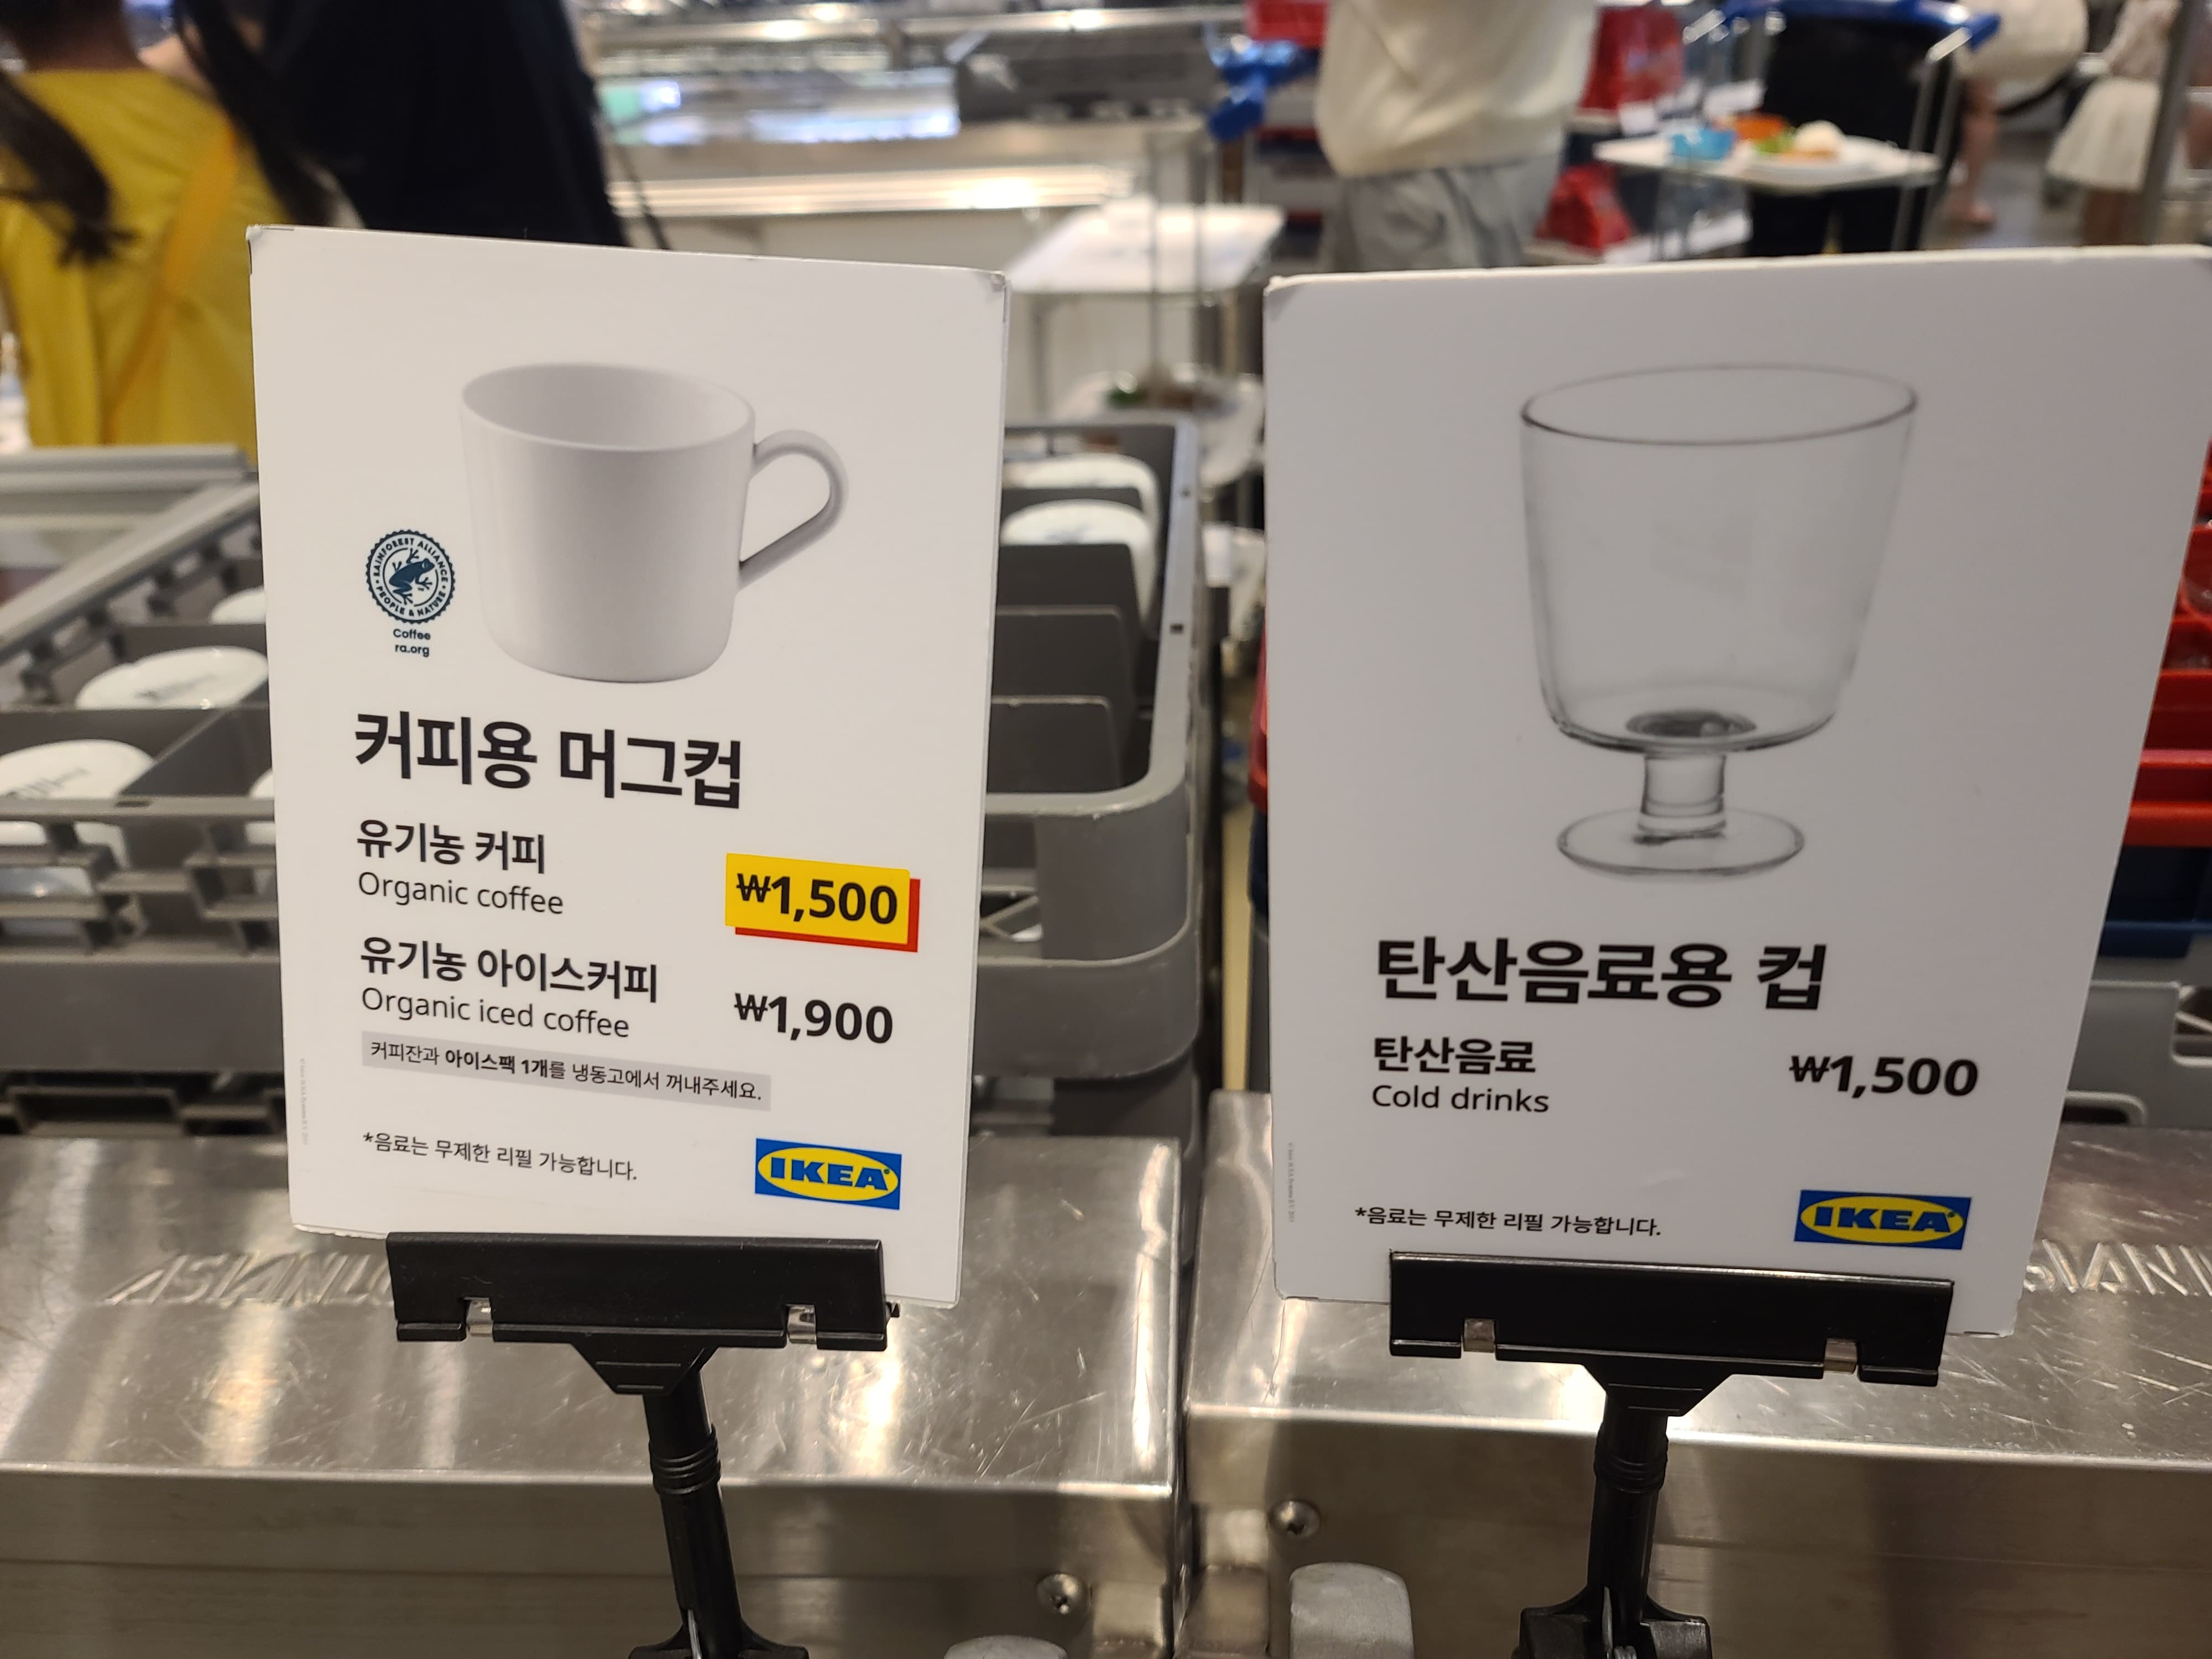 RAINFOREST ALLIANCE
PEOPLE & NATURE
Coffee
ra.org
커피용 머그컵
유기농 커피
Organic coffee
₩1,500
유기농 아이스커피
Organic iced coffee
₩1,900
커피잔과 아이스팩 1개를 냉동고에서 꺼내주세요.
*음료는 무제한 리필 가능합니다.
IKEA
탄산음료용 컵
탄산음료
Cold drinks
₩1,500
*음료는 무제한 리필 가능합니다.
IKEA